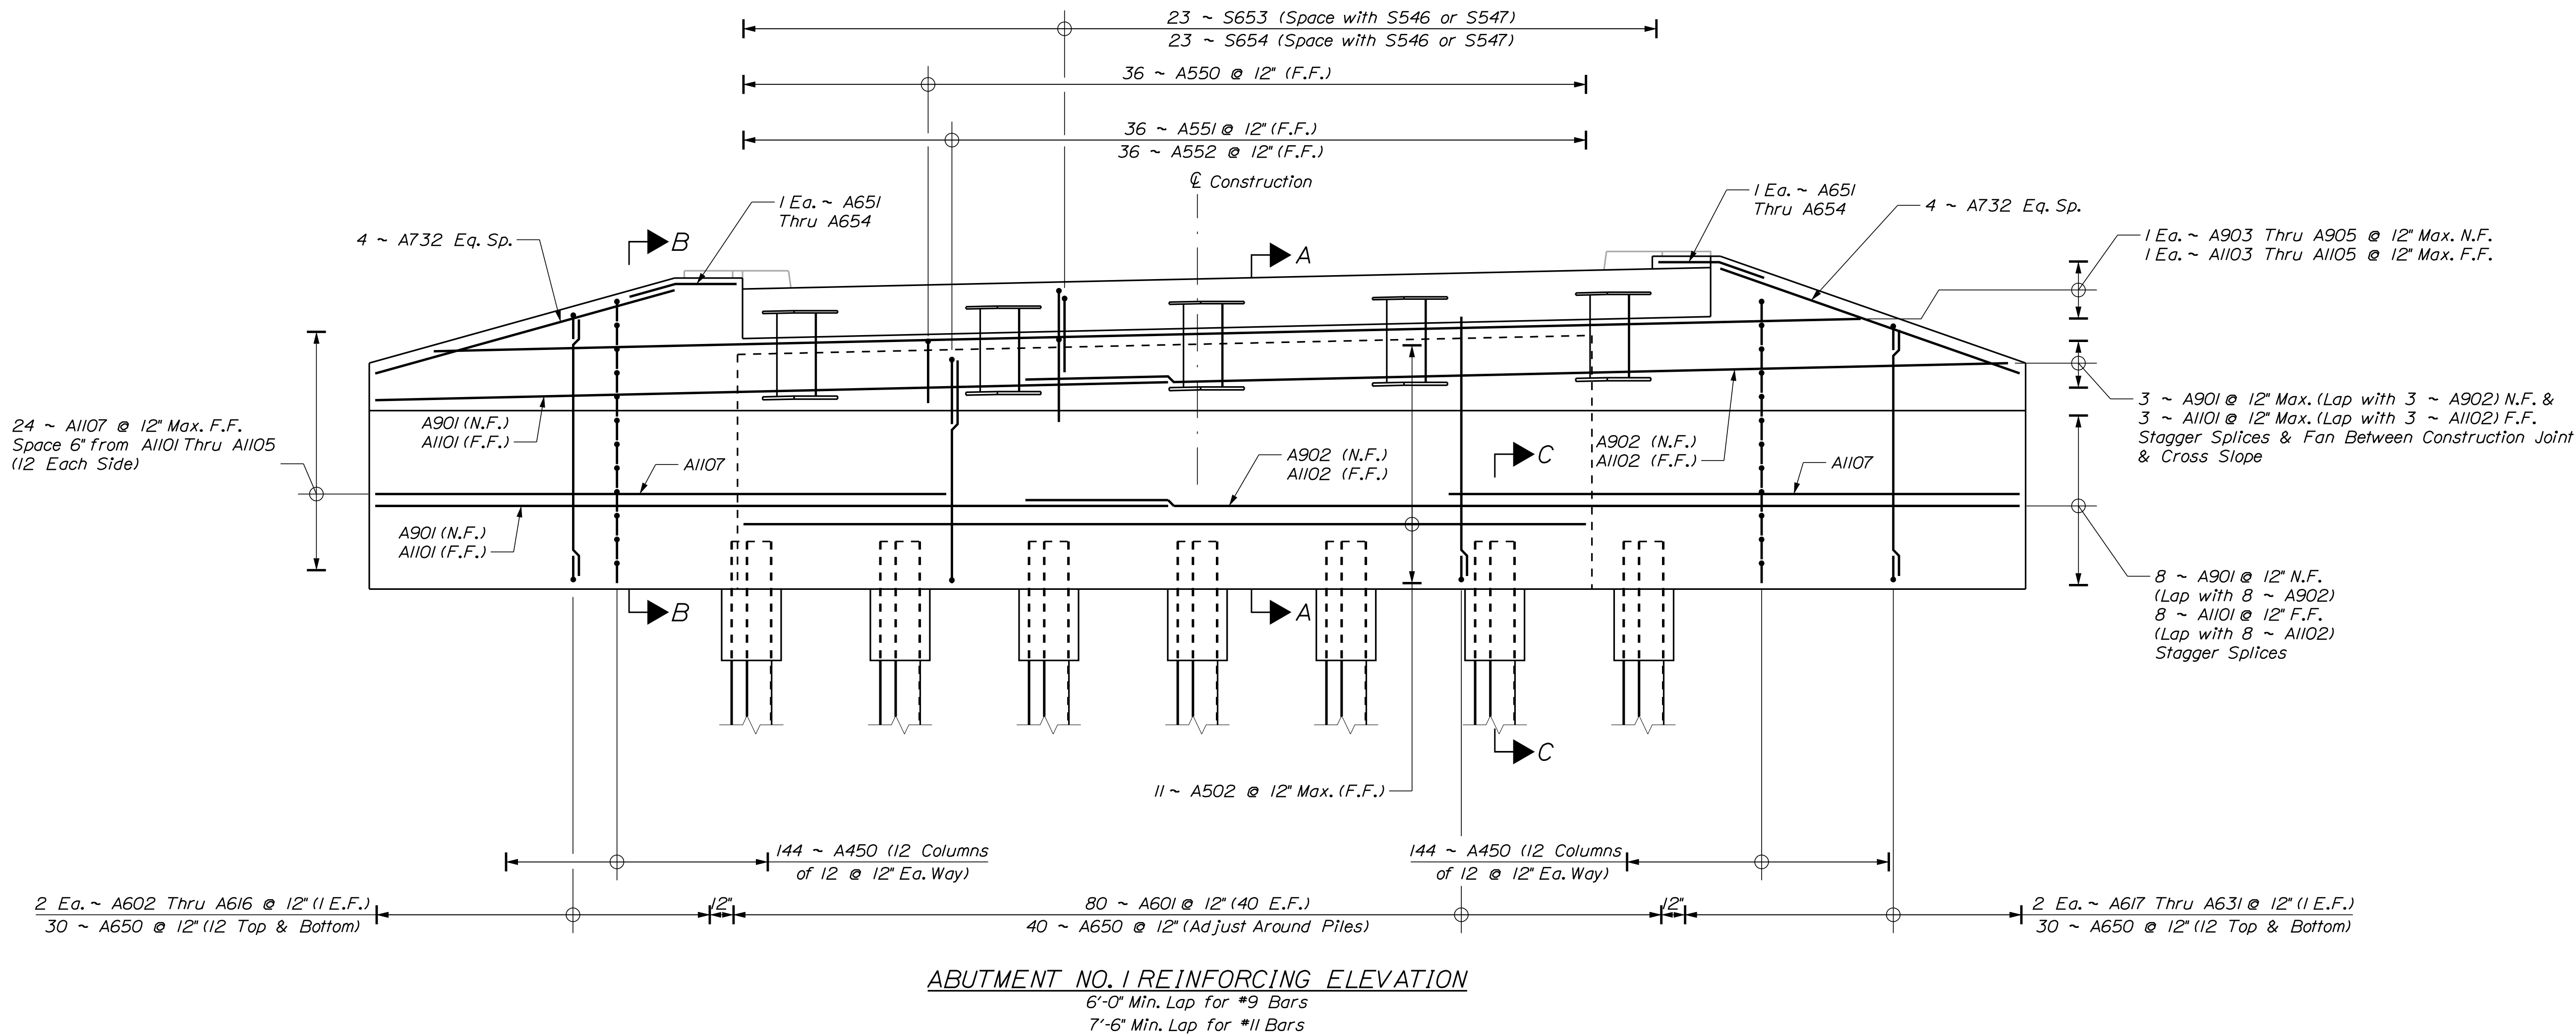 23 ~ S653 (Space with S546 or S547)
23 ~ S654 (Space with S546 or S547)
36 ~ A550 @ 12" (F.F.)
36 ~ A551 @ 12" (F.F.)
36 ~ A552 @ 12" (F.F.)
℄ Construction
1 Ea. ~ A651
Thru A654
4 ~ A732 Eq. Sp.
B
A
1 Ea. ~ A651
Thru A654
4 ~ A732 Eq. Sp.
1 Ea. ~ A903 Thru A905 @ 12" Max. N.F.
1 Ea. ~ A1103 Thru A1105 @ 12" Max. F.F.
24 ~ A1107 @ 12" Max. F.F.
Space 6" from A1101 Thru A1105
(12 Each Side)
A901 (N.F.)
A1101 (F.F.)
A1107
A902 (N.F.)
A1102 (F.F.)
C
A902 (N.F.)
A1102 (F.F.)
A1107
3 ~ A901 @ 12" Max. (Lap with 3 ~ A902) N.F. &
3 ~ A1101 @ 12" Max. (Lap with 3 ~ A1102) F.F.
Stagger Splices & Fan Between Construction Joint
& Cross Slope
A901 (N.F.)
A1101 (F.F.)
8 ~ A901 @ 12" N.F.
(Lap with 8 ~ A902)
8 ~ A1101 @ 12" F.F.
(Lap with 8 ~ A1102)
Stagger Splices
B
A
C
11 ~ A502 @ 12" Max. (F.F.)
144 ~ A450 (12 Columns
of 12 @ 12" Ea. Way)
144 ~ A450 (12 Columns
of 12 @ 12" Ea. Way)
2 Ea. ~ A602 Thru A616 @ 12" (1 E.F.)
30 ~ A650 @ 12" (12 Top & Bottom)
12"
80 ~ A601 @ 12" (40 E.F.)
40 ~ A650 @ 12" (Adjust Around Piles)
12"
2 Ea. ~ A617 Thru A631 @ 12" (1 E.F.)
30 ~ A650 @ 12" (12 Top & Bottom)
ABUTMENT NO. 1 REINFORCING ELEVATION
6'-0" Min. Lap for #9 Bars
7'-6" Min. Lap for #11 Bars